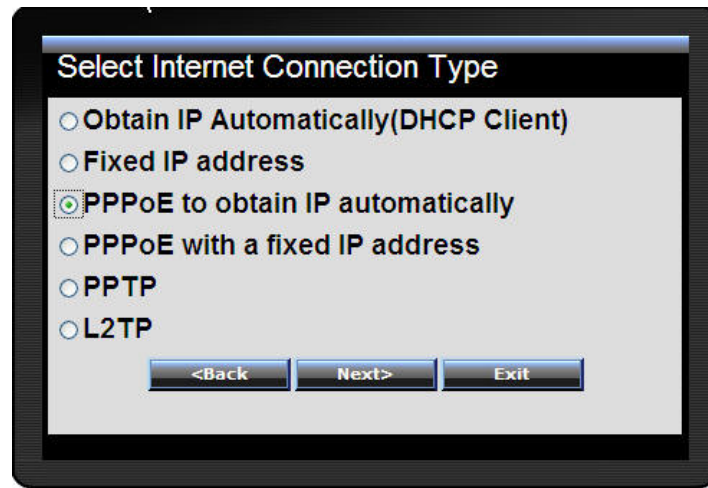 Select Internet Connection Type
Obtain IP Automatically(DHCP Client)
Fixed IP address
PPPoE to obtain IP automatically
PPPoE with a fixed IP address
PPTP
L2TP
<Back Next> Exit